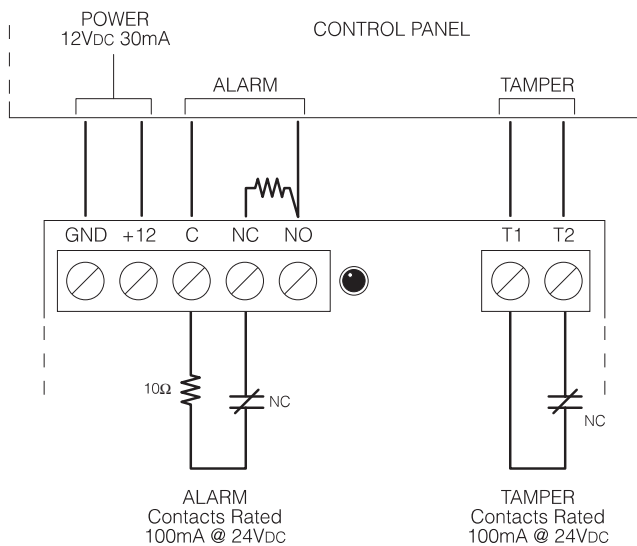 POWER
12VDC 30mA
CONTROL PANEL
ALARM
TAMPER
GND +12 C NC NO
T1 T2
10Ω
NC
NC
ALARM
Contacts Rated
100mA @ 24VDC
TAMPER
Contacts Rated
100mA @ 24VDC